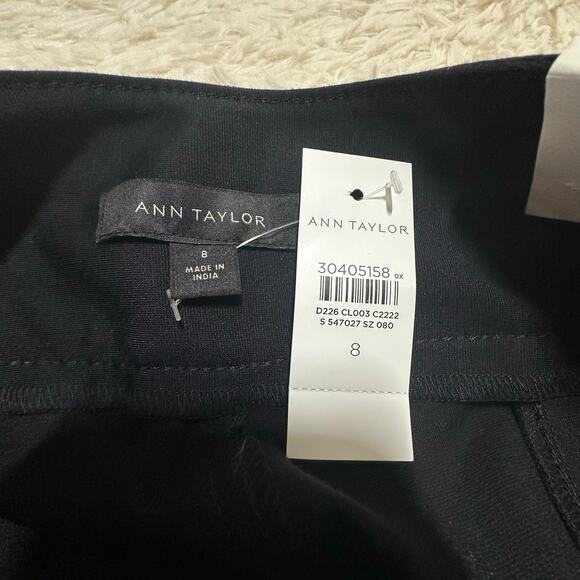 ANN TAYLOR
8
MADE IN
INDIA
ANN TAYLOR
30405158 OX
D226 CL003 C2222
S 547027 SZ 080
8